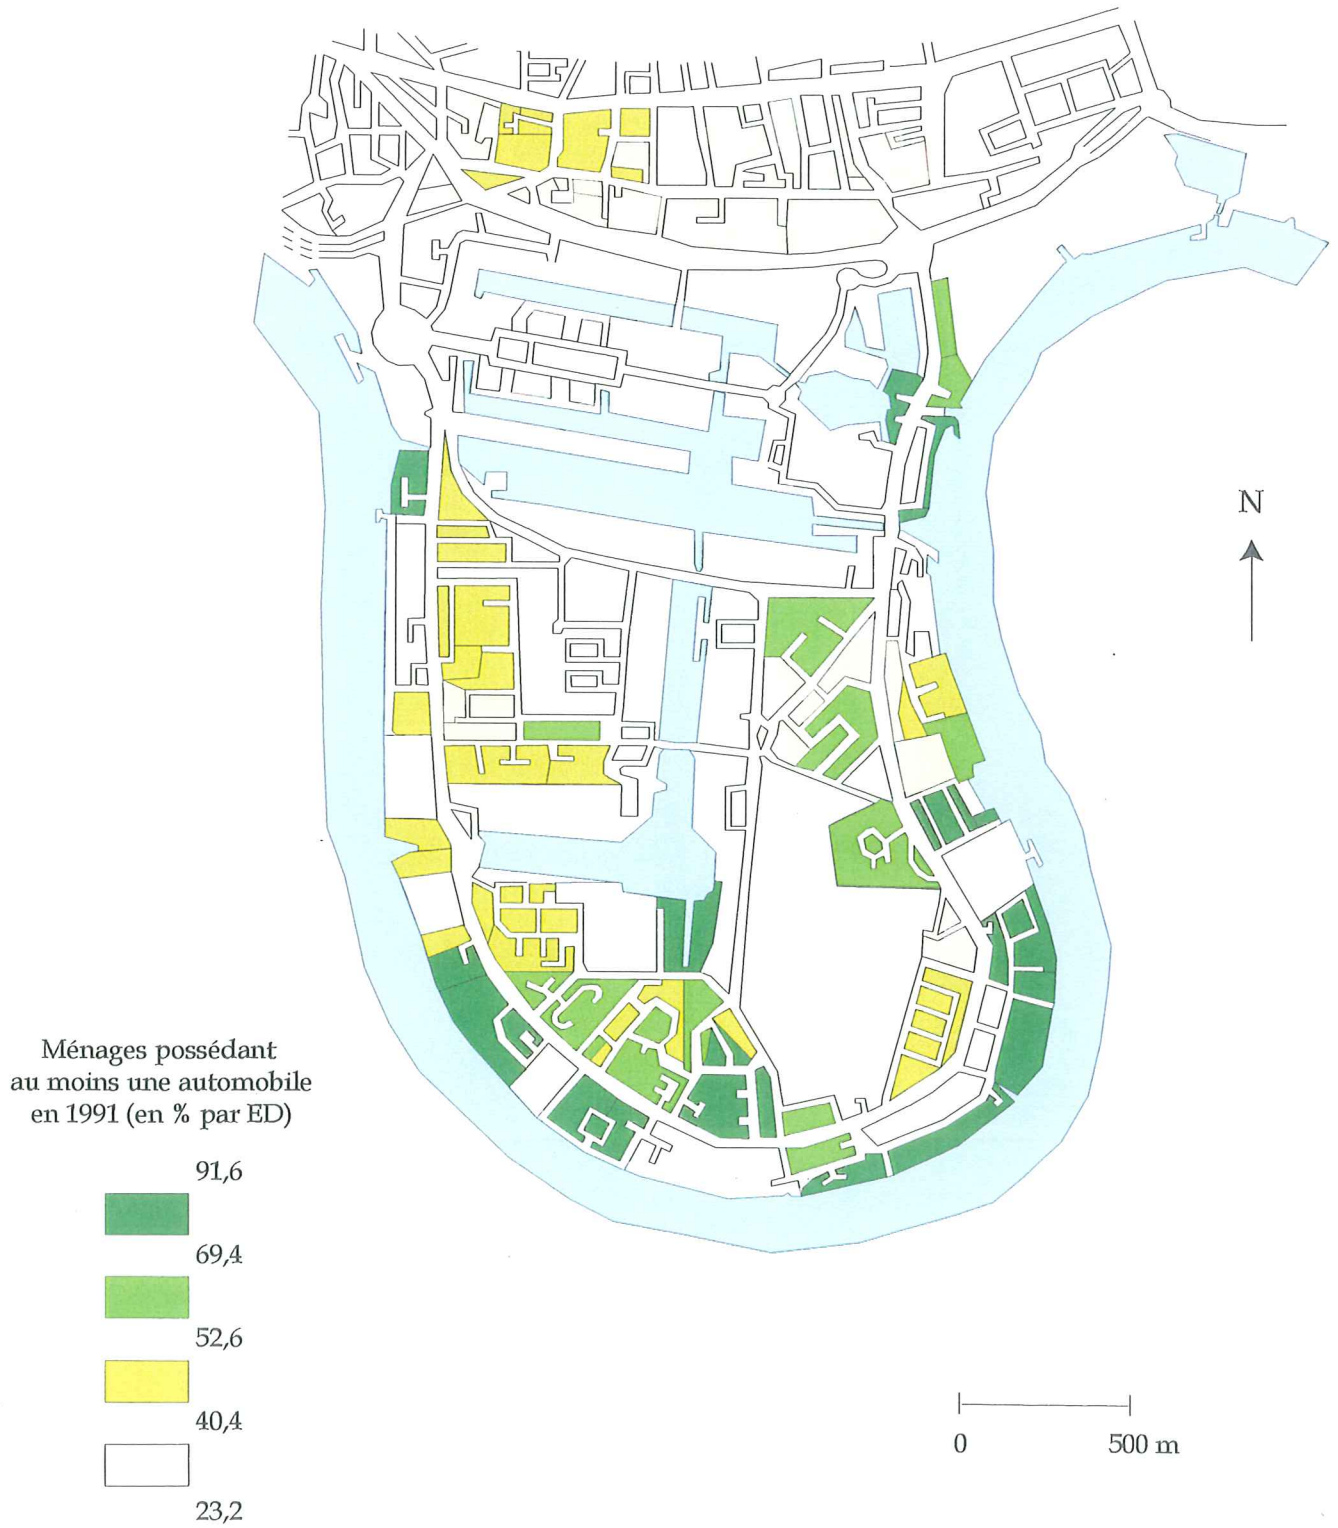 N
Ménages possédant
au moins une automobile
en 1991 (en % par ED)
91,6
69,4
52,6
40,4
23,2
0 500 m